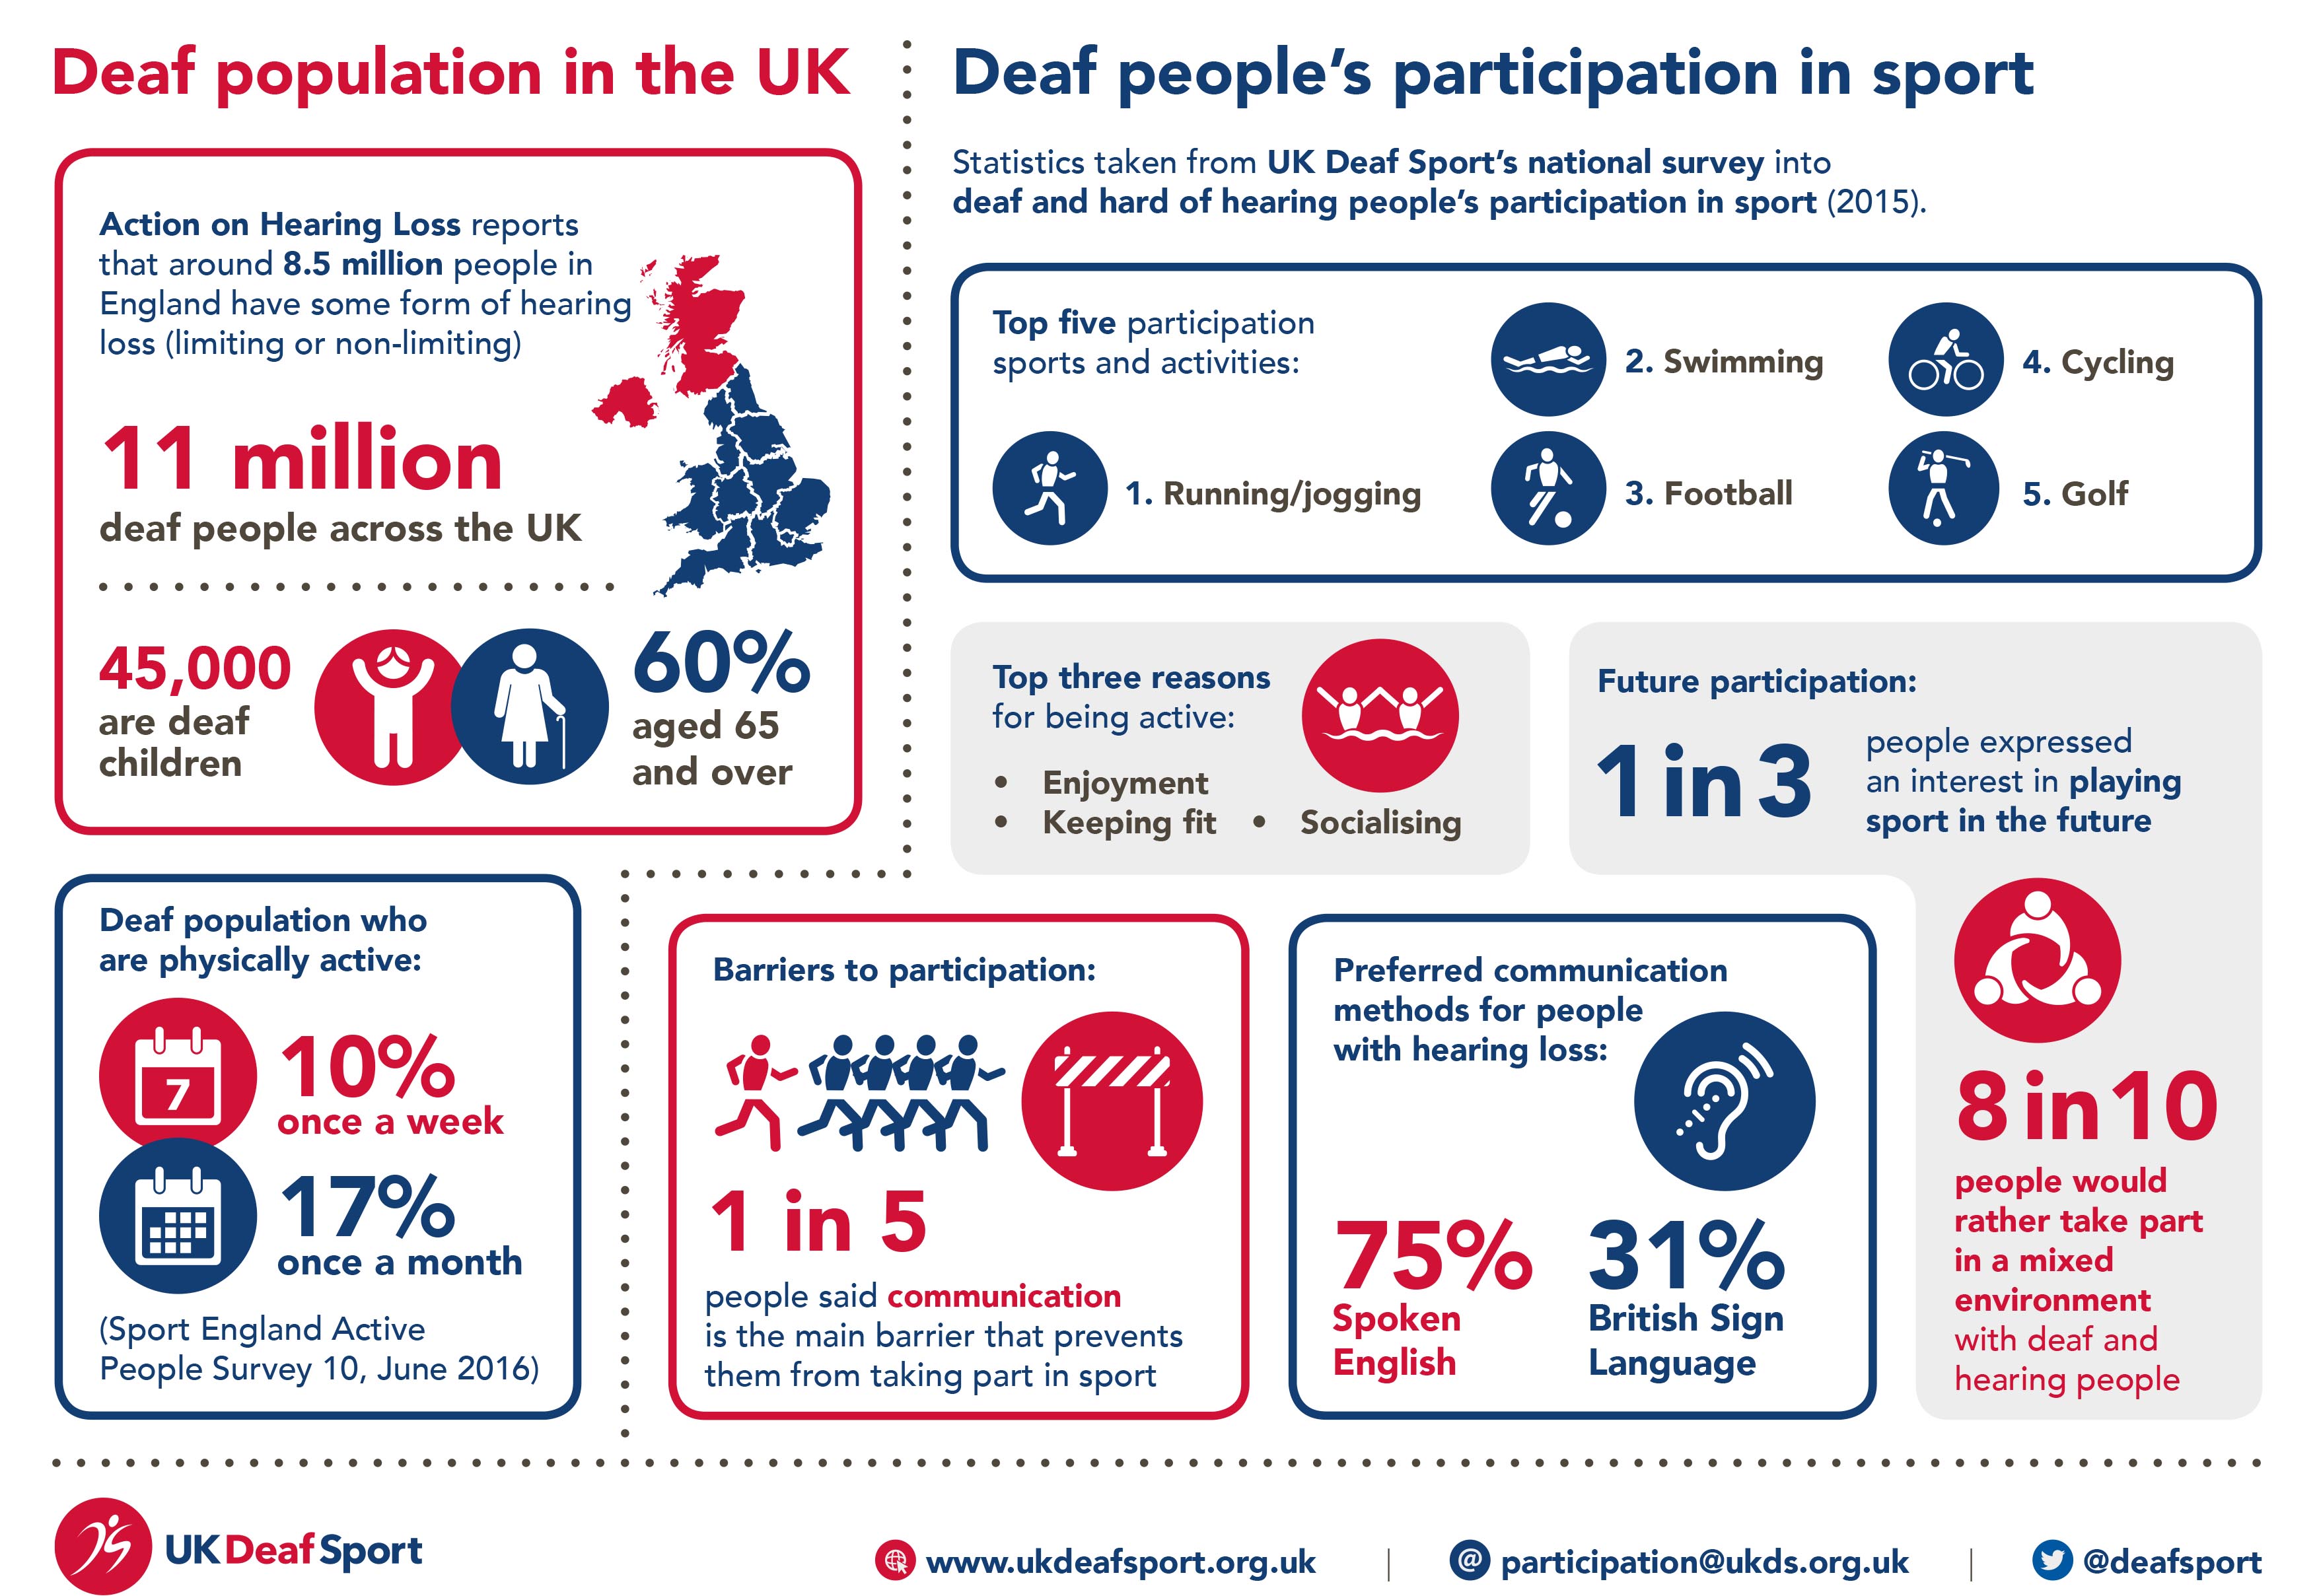 Deaf population in the UK
Action on Hearing Loss reports
that around 8.5 million people in
England have some form of hearing
loss (limiting or non-limiting)
11 million
deaf people across the UK
45,000
are deaf
children
60%
aged 65
and over
Deaf population who
are physically active:
7
10%
once a week
17%
once a month
(Sport England Active
People Survey 10, June 2016)
Deaf people’s participation in sport
Statistics taken from UK Deaf Sport’s national survey into
deaf and hard of hearing people’s participation in sport (2015).
Top five participation
sports and activities:
1. Running/jogging
2. Swimming
3. Football
4. Cycling
5. Golf
Top three reasons
for being active:
• Enjoyment
• Keeping fit • Socialising
Future participation:
1 in 3
people expressed
an interest in playing
sport in the future
8 in 10
people would
rather take part
in a mixed
environment
with deaf and
hearing people
Barriers to participation:
1 in 5
people said communication
is the main barrier that prevents
them from taking part in sport
Preferred communication
methods for people
with hearing loss:
75%
Spoken
English
31%
British Sign
Language
UK Deaf Sport
www.ukdeafsport.org.uk
@ participation@ukds.org.uk
@deafsport